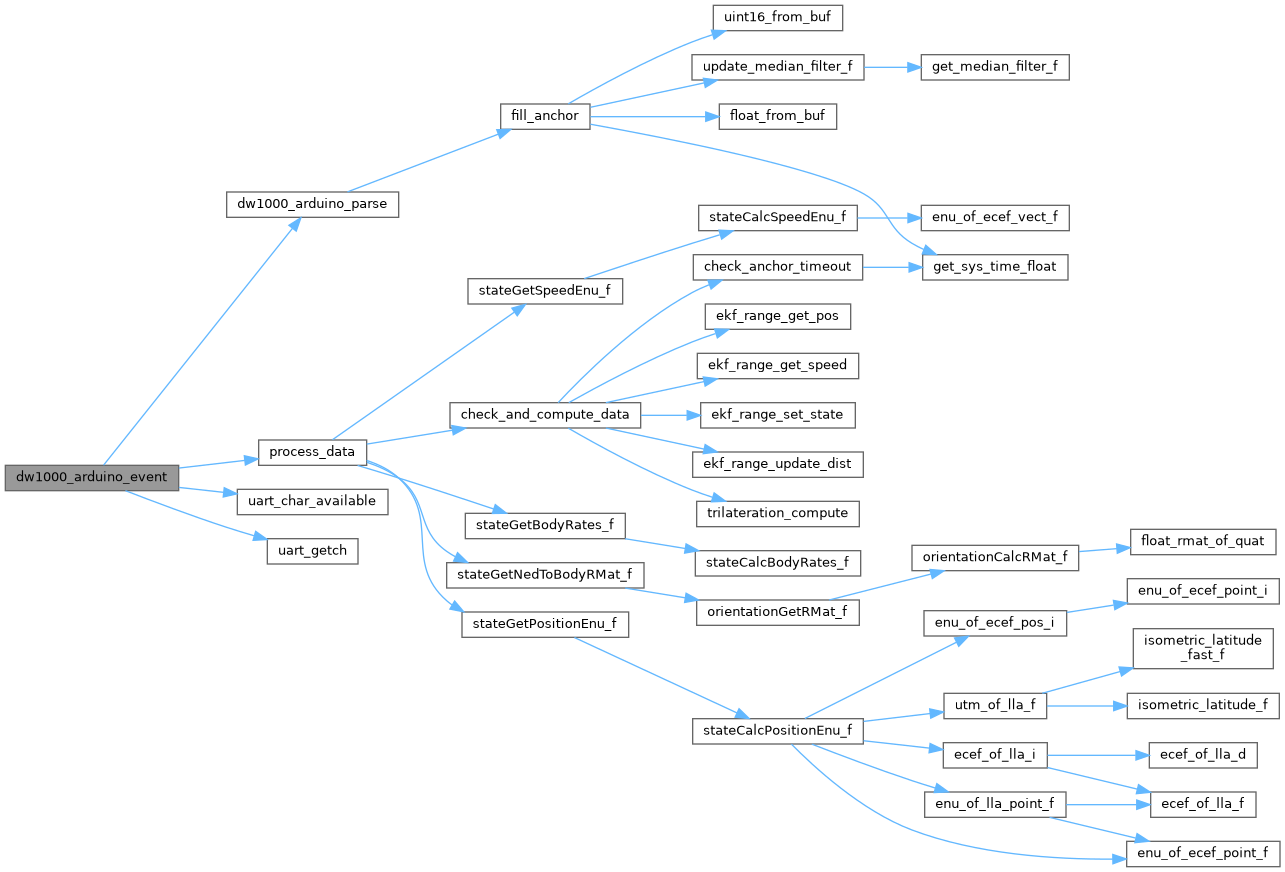 uint16_from_buf
update_median_filter_f
get_median_filter_f
fill_anchor
float_from_buf
dw1000_arduino_parse
stateCalcSpeedEnu_f
enu_of_ecef_vect_f
check_anchor_timeout
get_sys_time_float
stateGetSpeedEnu_f
ekf_range_get_pos
ekf_range_get_speed
check_and_compute_data
ekf_range_set_state
process_data
ekf_range_update_dist
dw1000_arduino_event
uart_char_available
trilateration_compute
stateGetBodyRates_f
uart_getch
stateCalcBodyRates_f
orientationCalcRMat_f
float_rmat_of_quat
stateGetNedToBodyRMat_f
orientationGetRMat_f
enu_of_ecef_point_i
stateGetPositionEnu_f
enu_of_ecef_pos_i
isometric_latitude
_fast_f
utm_of_lla_f
isometric_latitude_f
stateCalcPositionEnu_f
ecef_of_lla_i
ecef_of_lla_d
enu_of_lla_point_f
ecef_of_lla_f
enu_of_ecef_point_f